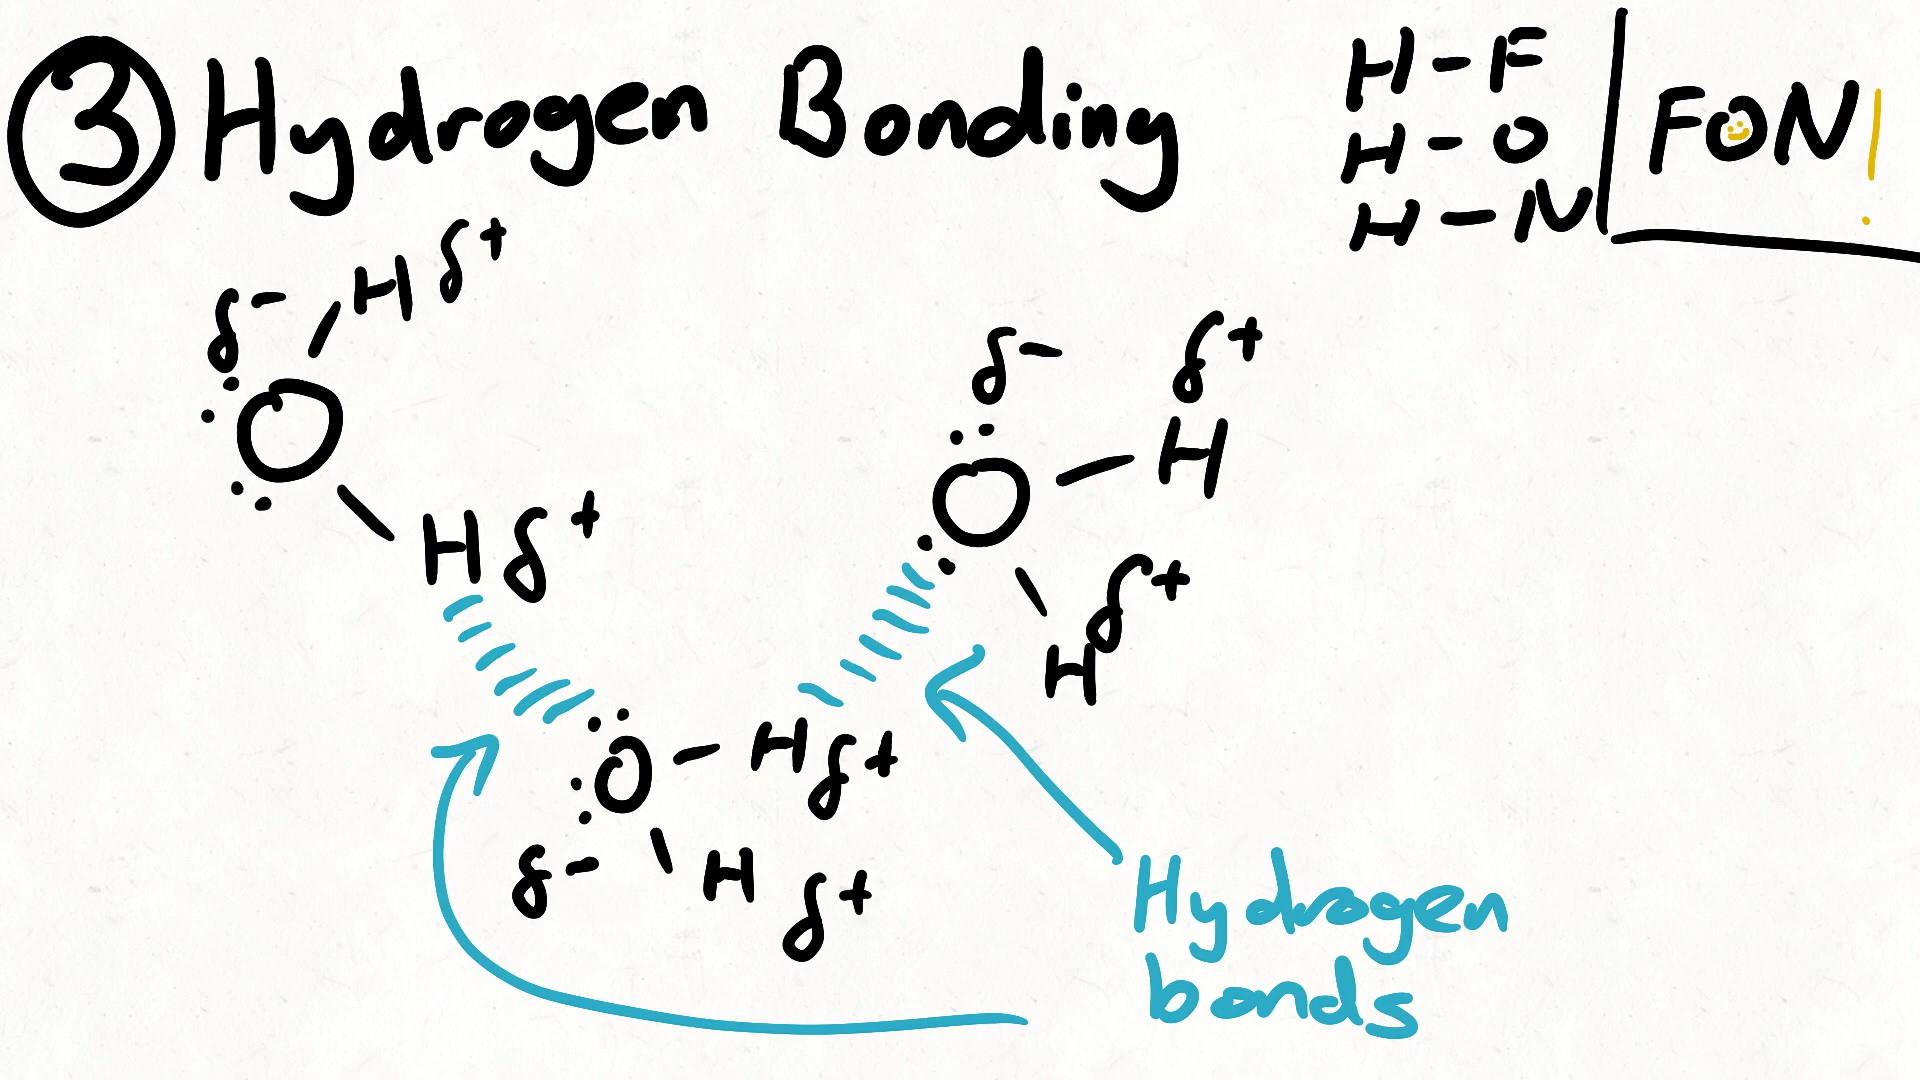 3 Hydrogen Bonding
H-F
H-O
H-N
FON!
δ- H δ+
O
H δ+
δ- δ+
O - H
δ+
H
O - H δ+
δ- H δ+
Hydrogen
bonds